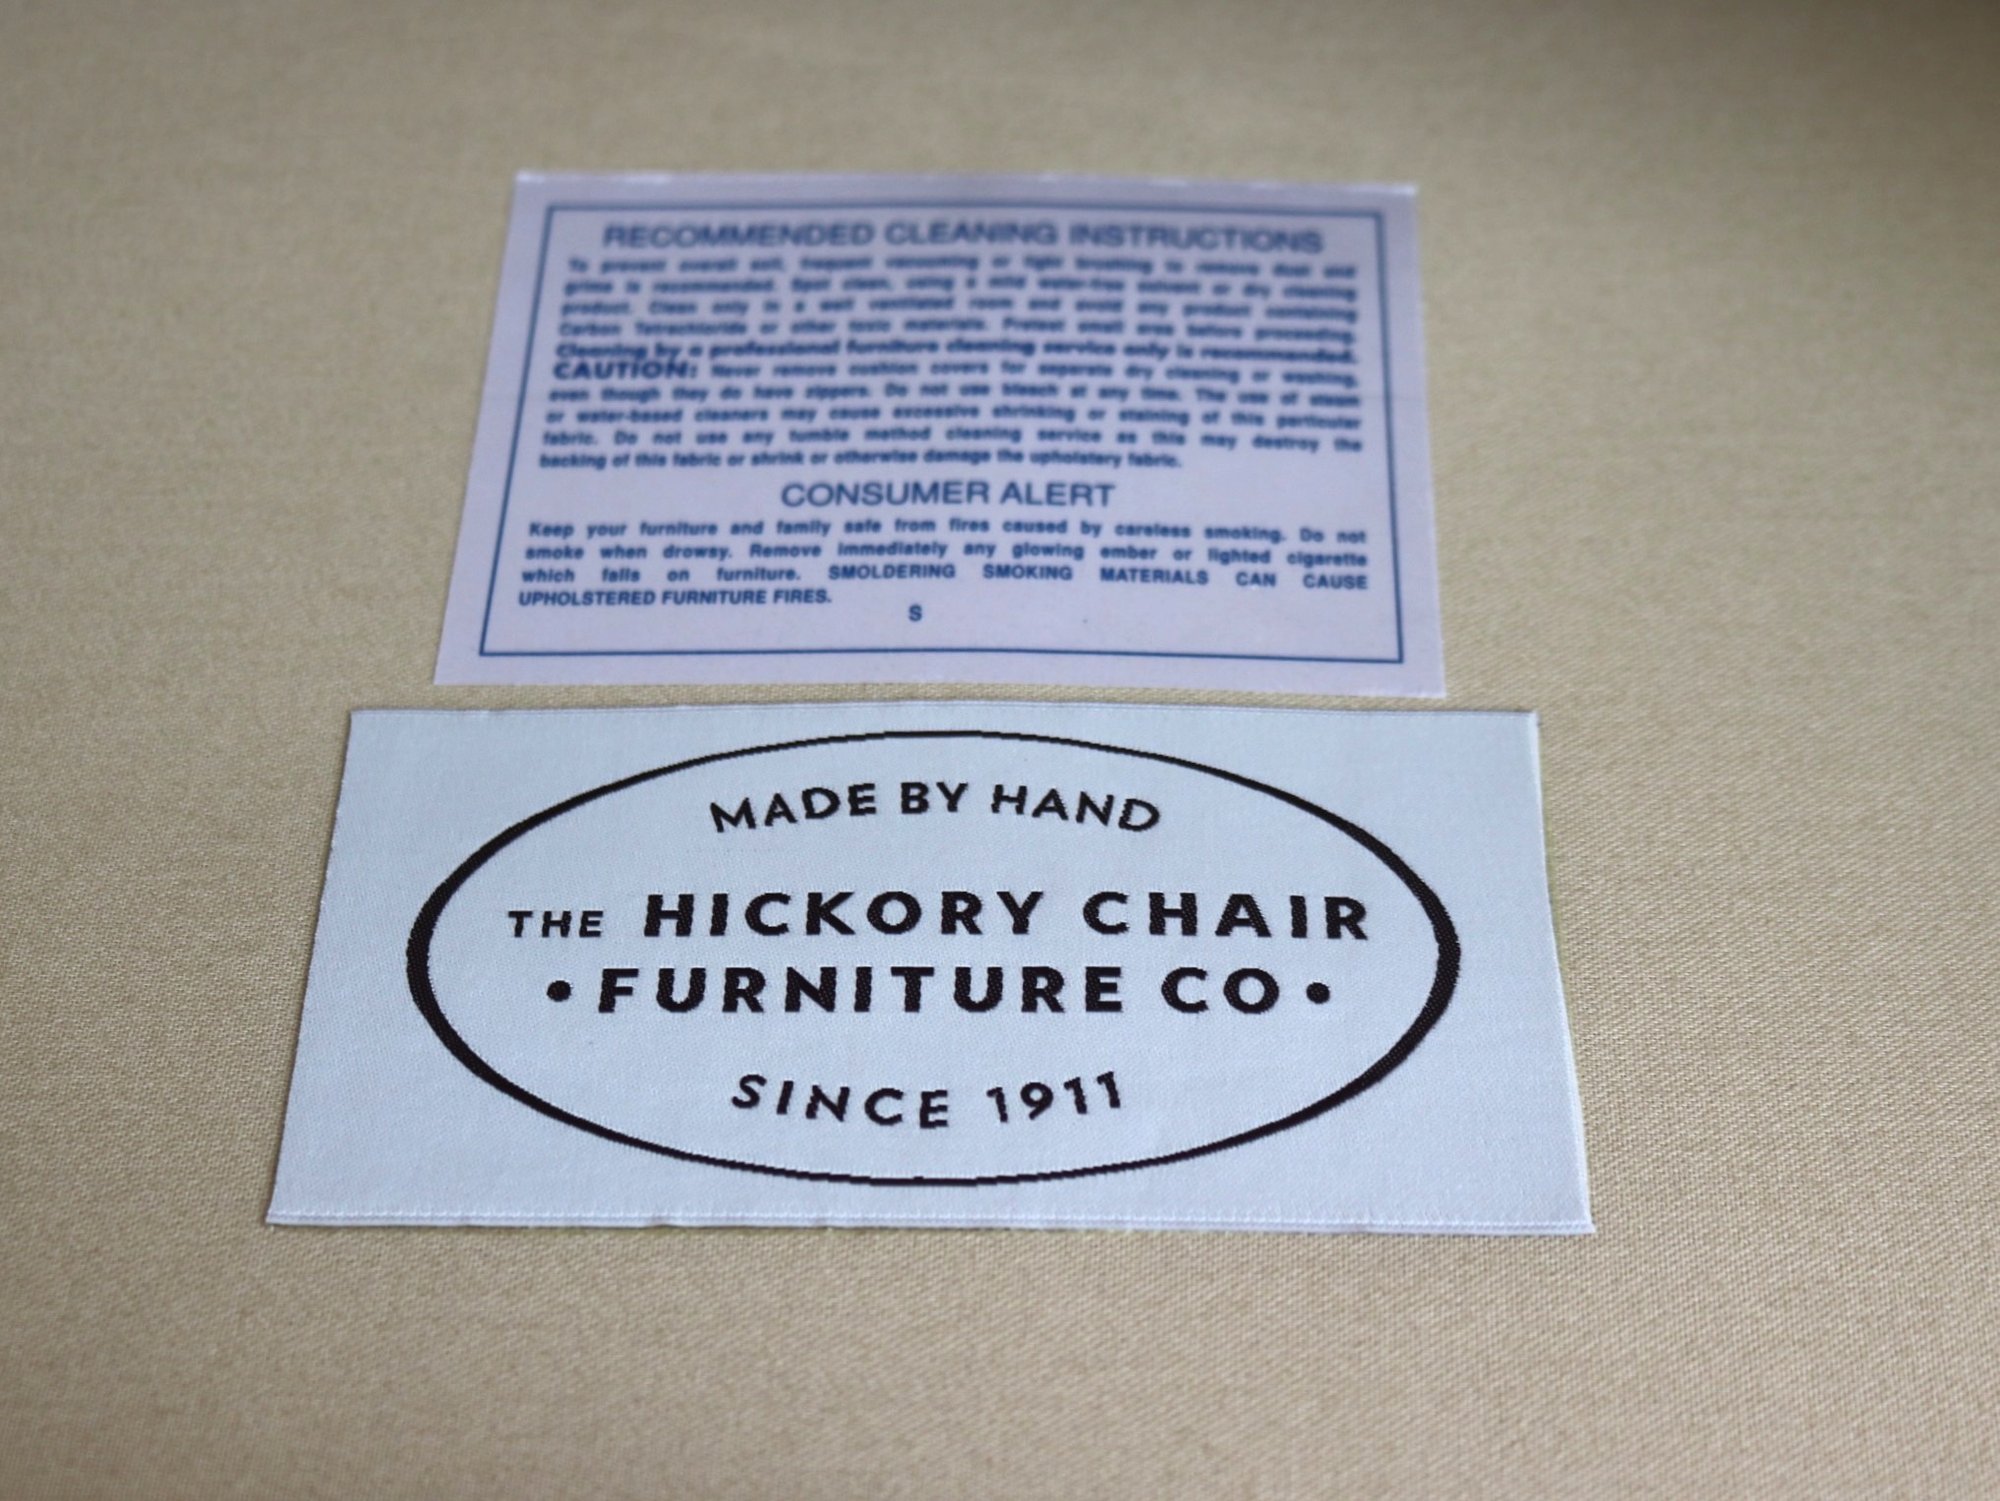 RECOMMENDED CLEANING INSTRUCTIONS
To prevent overall soil, frequent vacuuming or light brushing to remove dust and
grime is recommended. Spot clean, using a mild water-free solvent or dry cleaning
product. Clean only in a well ventilated room and avoid any product containing
Carbon Tetrachloride or other toxic materials. Pretest small area before proceeding.
Cleaning by a professional furniture cleaning service only is recommended.
CAUTION: Never remove cushion covers for separate dry cleaning or washing,
even though they do have zippers. Do not use bleach at any time. The use of steam
or water-based cleaners may cause excessive shrinking or staining of this particular
fabric. Do not use any tumble method cleaning service as this may destroy the
backing of this fabric or shrink or otherwise damage the upholstery fabric.
CONSUMER ALERT
Keep your furniture and family safe from fires caused by careless smoking. Do not
smoke when drowsy. Remove immediately any glowing ember or lighted cigarette
which falls on furniture. SMOLDERING SMOKING MATERIALS CAN CAUSE
UPHOLSTERED FURNITURE FIRES.
S
MADE BY HAND
THE HICKORY CHAIR
• FURNITURE CO •
SINCE 1911